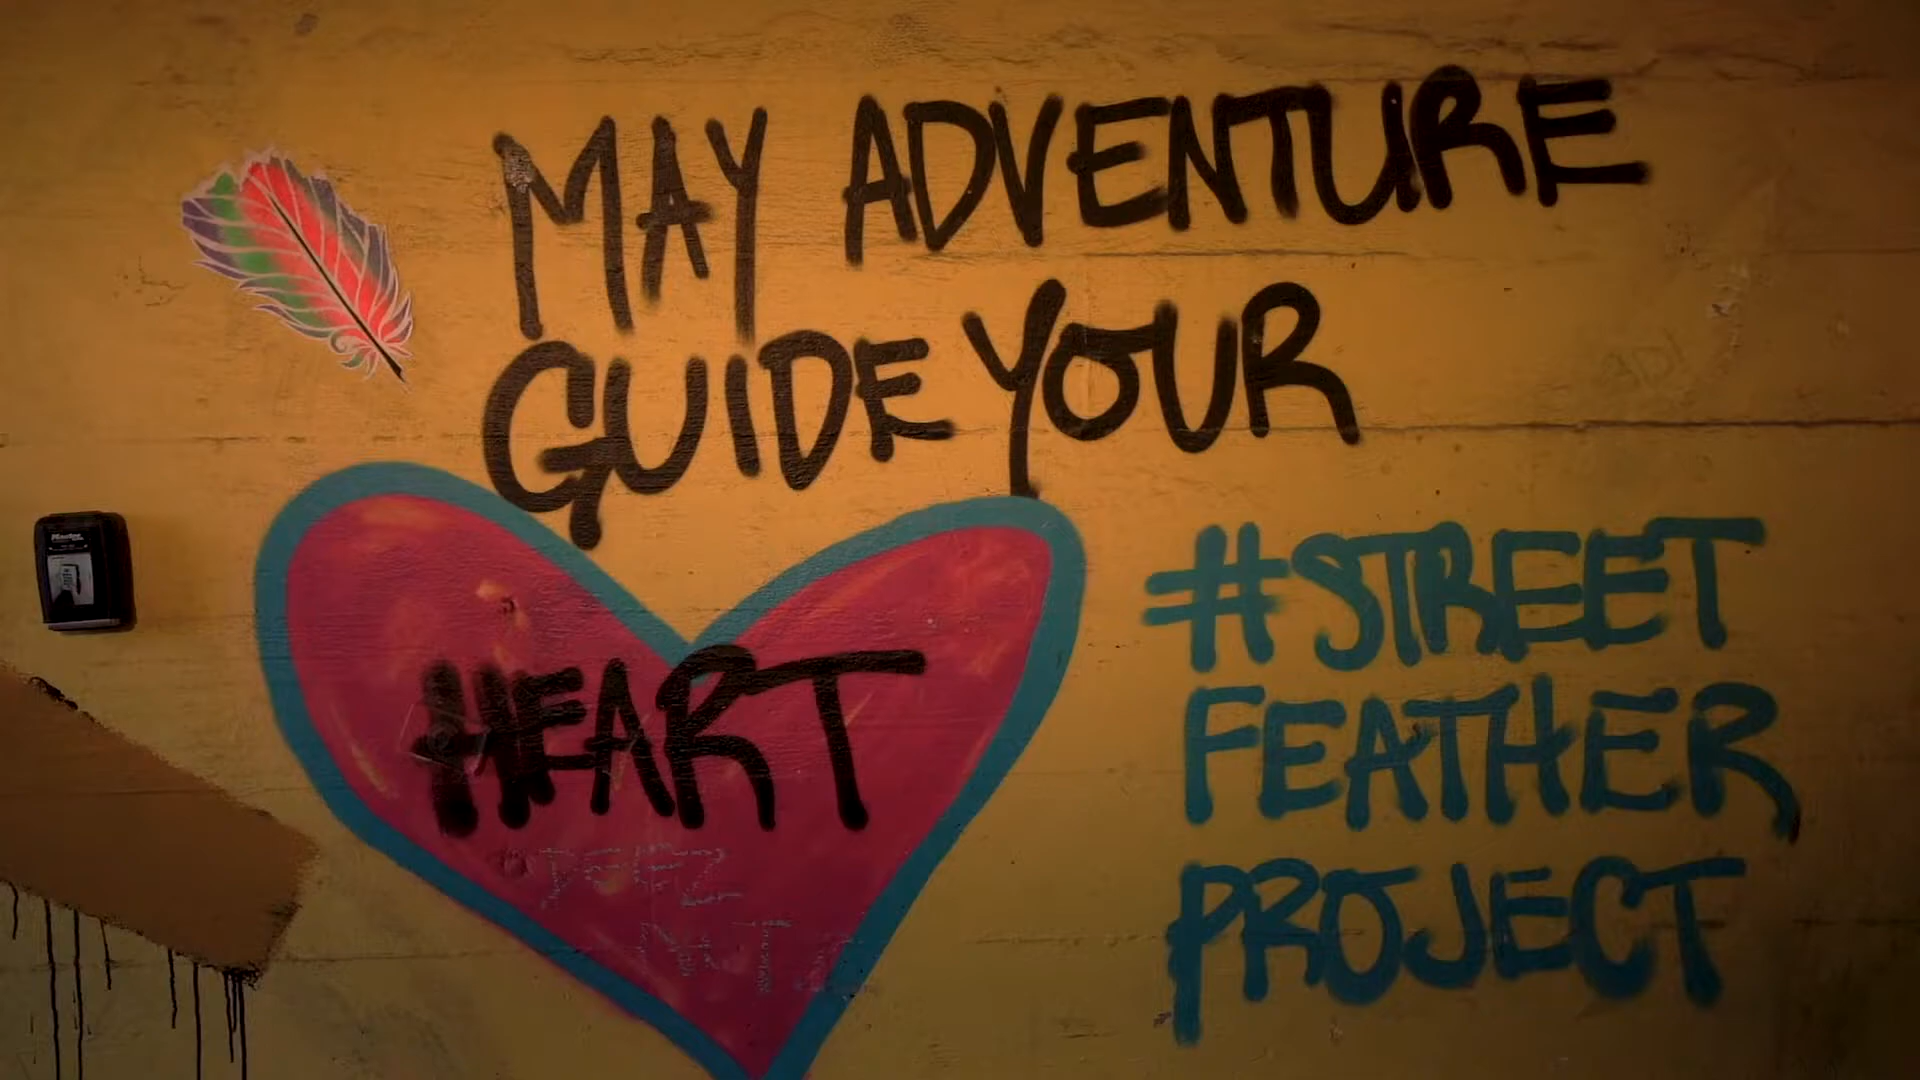 MAY ADVENTURE
GUIDE YOUR
HEART
#STREET
FEATHER
PROJECT